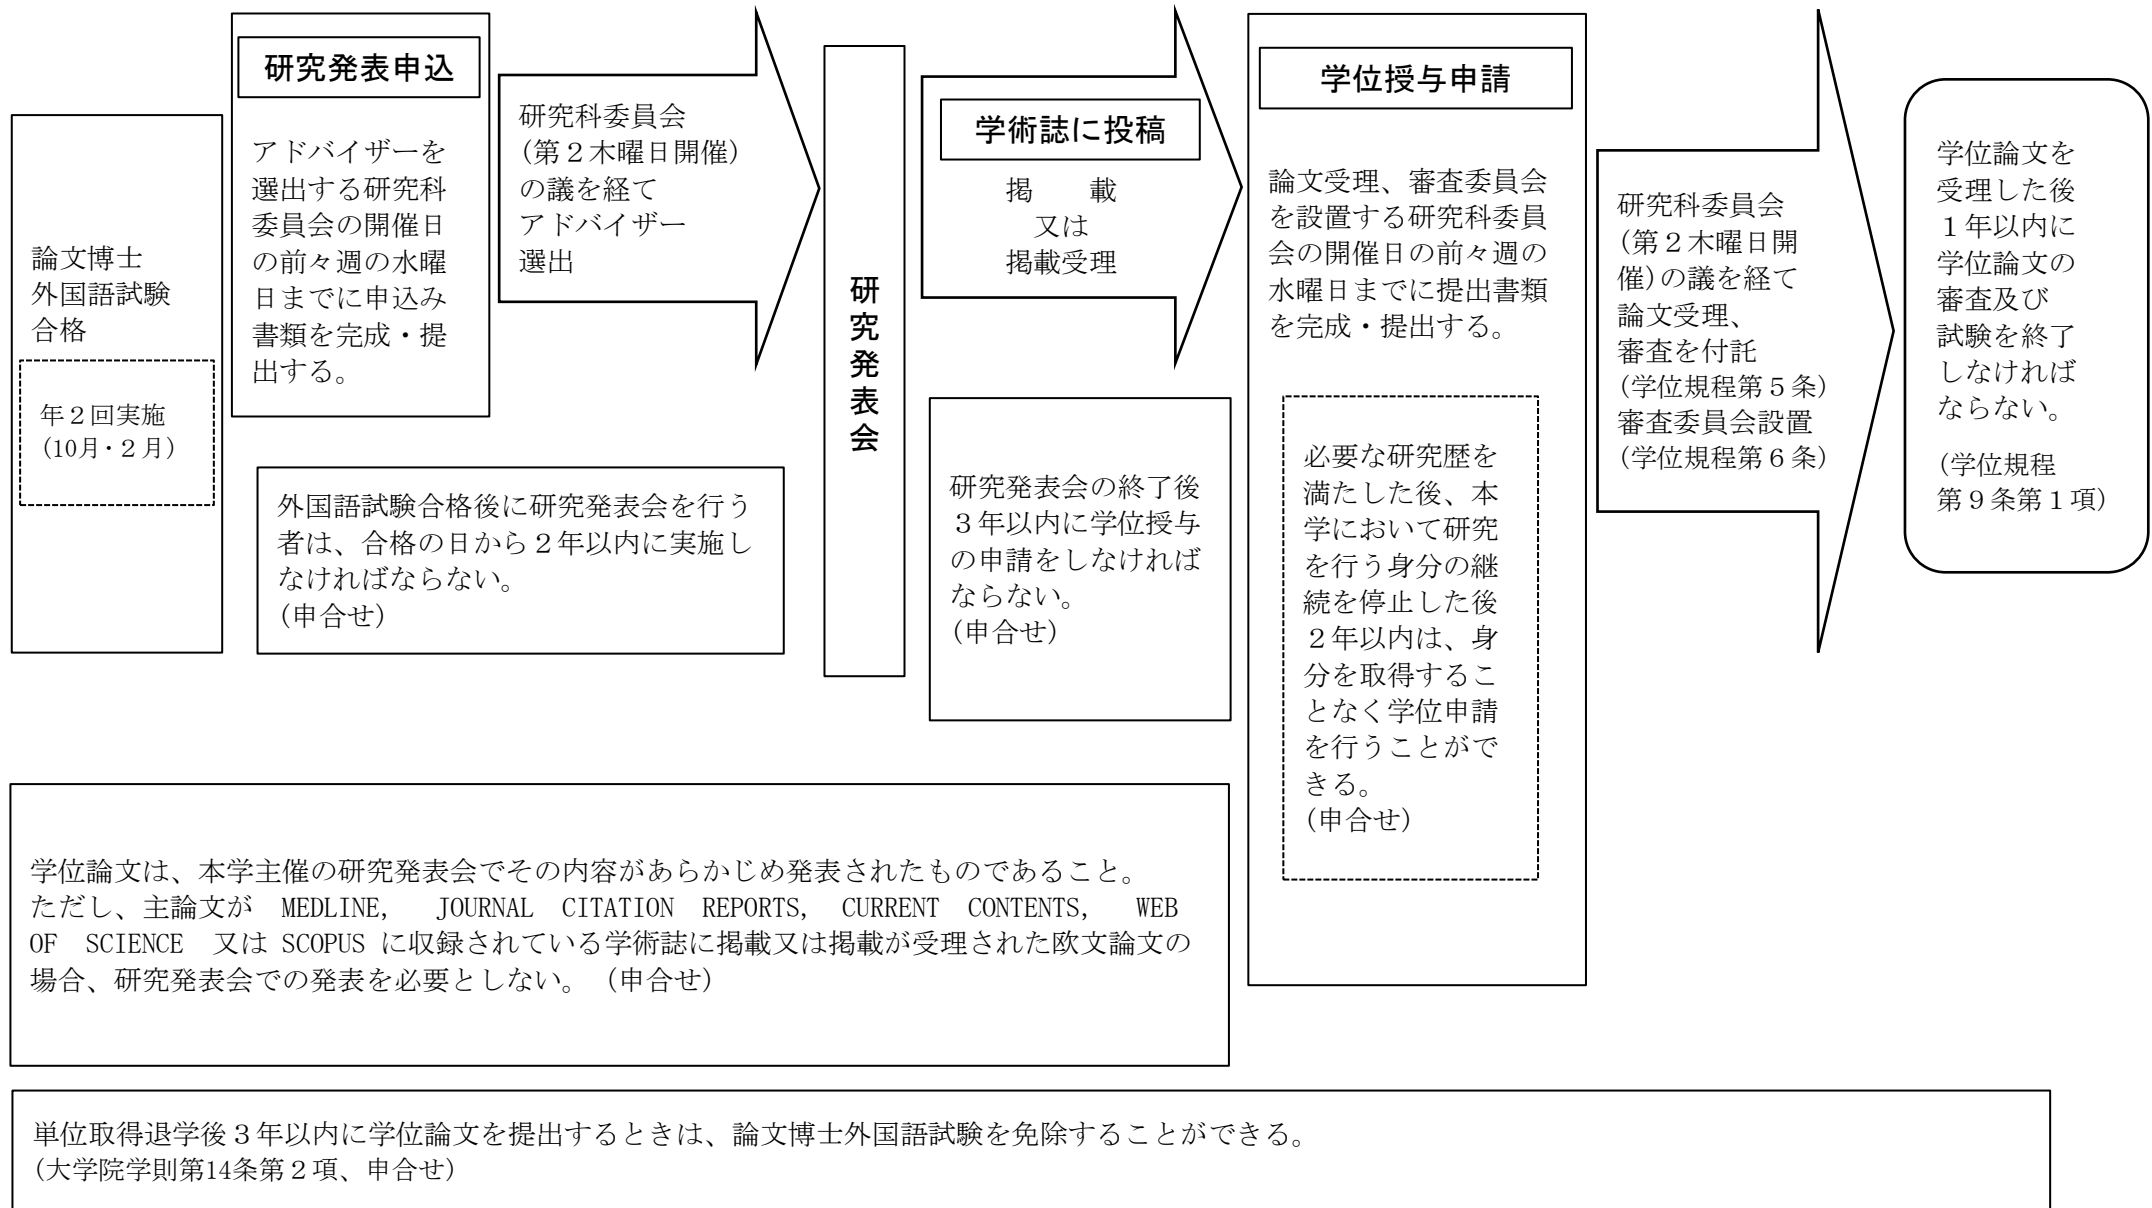 論文博士
外国語試験
合格
年２回実施
(10月・２月)
研究発表申込
アドバイザーを
選出する研究科
委員会の開催日
の前々週の水曜
日までに申込み
書類を完成・提
出する。
研究科委員会
(第２木曜日開催)
の議を経て
アドバイザー
選出
外国語試験合格後に研究発表会を行う
者は、合格の日から２年以内に実施し
なければならない。
(申合せ)
研究発表会
学術誌に投稿
掲　　載
又は
掲載受理
研究発表会の終了後
３年以内に学位授与
の申請をしなければ
ならない。
(申合せ)
学位授与申請
論文受理、審査委員会
を設置する研究科委員
会の開催日の前々週の
水曜日までに提出書類
を完成・提出する。
必要な研究歴を
満たした後、本
学において研究
を行う身分の継
続を停止した後
２年以内は、身
分を取得するこ
となく学位申請
を行うことがで
きる。
(申合せ)
研究科委員会
(第２木曜日開
催)の議を経て
論文受理、
審査を付託
(学位規程第５条)
審査委員会設置
(学位規程第６条)
学位論文を
受理した後
１年以内に
学位論文の
審査及び
試験を終了
しなければ
ならない。
(学位規程
第９条第１項)
学位論文は、本学主催の研究発表会でその内容があらかじめ発表されたものであること。
ただし、主論文が MEDLINE, JOURNAL CITATION REPORTS, CURRENT CONTENTS, WEB
OF SCIENCE 又は SCOPUS に収録されている学術誌に掲載又は掲載が受理された欧文論文の
場合、研究発表会での発表を必要としない。(申合せ)
単位取得退学後３年以内に学位論文を提出するときは、論文博士外国語試験を免除することができる。
(大学院学則第14条第２項、申合せ)